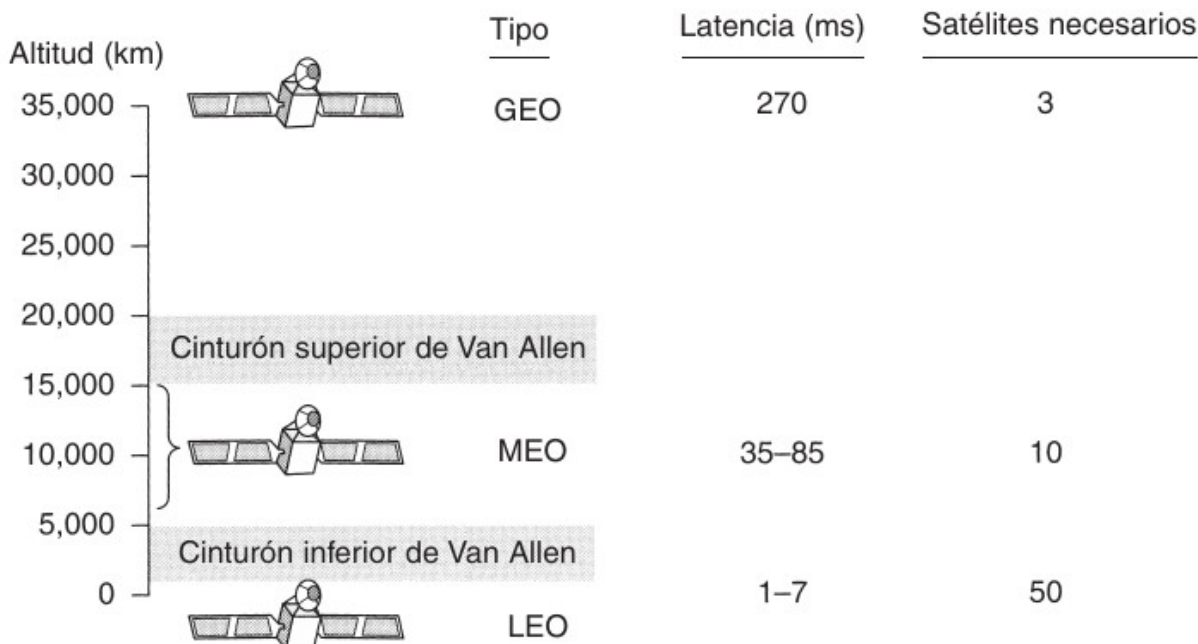 Altitud (km) Tipo Latencia (ms) Satélites necesarios
35,000 GEO 270 3
30,000
25,000
20,000
Cinturón superior de Van Allen
15,000
10,000 MEO 35–85 10
5,000
Cinturón inferior de Van Allen
0 1–7 50
LEO